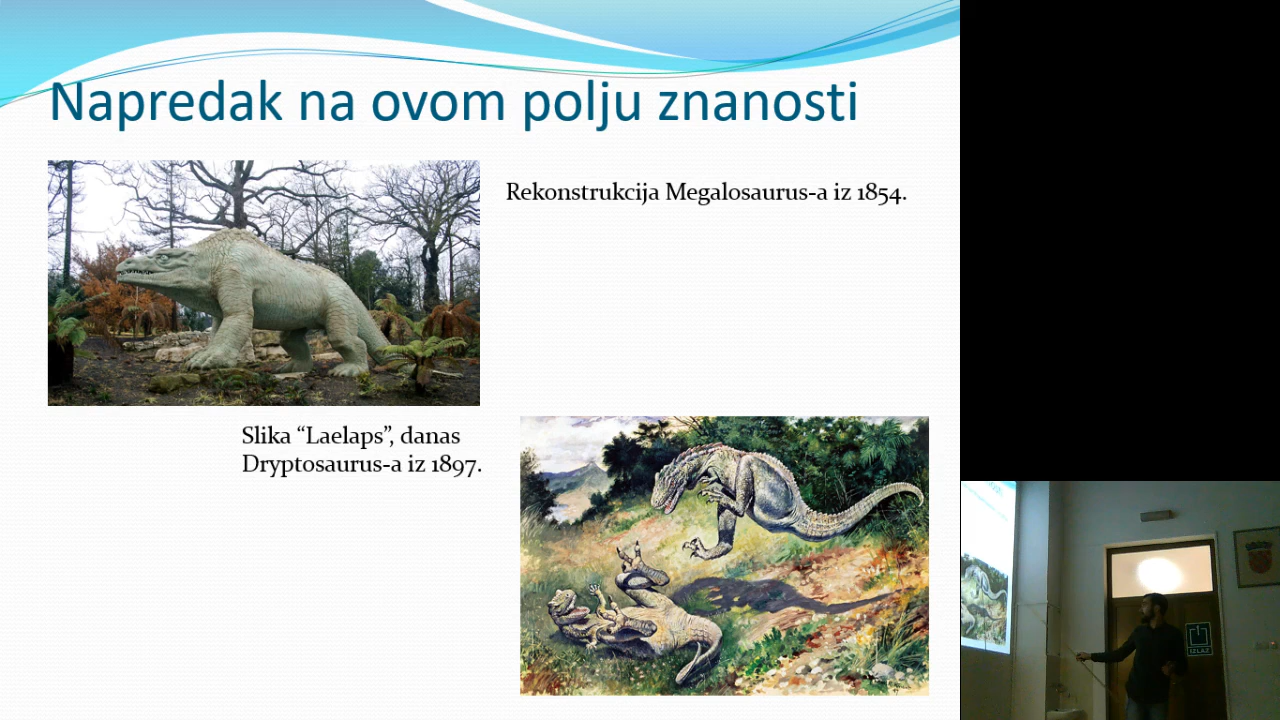 Napredak na ovom polju znanosti
Rekonstrukcija Megalosaurus-a iz 1854.
Slika “Laelaps”, danas
Dryptosaurus-a iz 1897.
IZLAZ